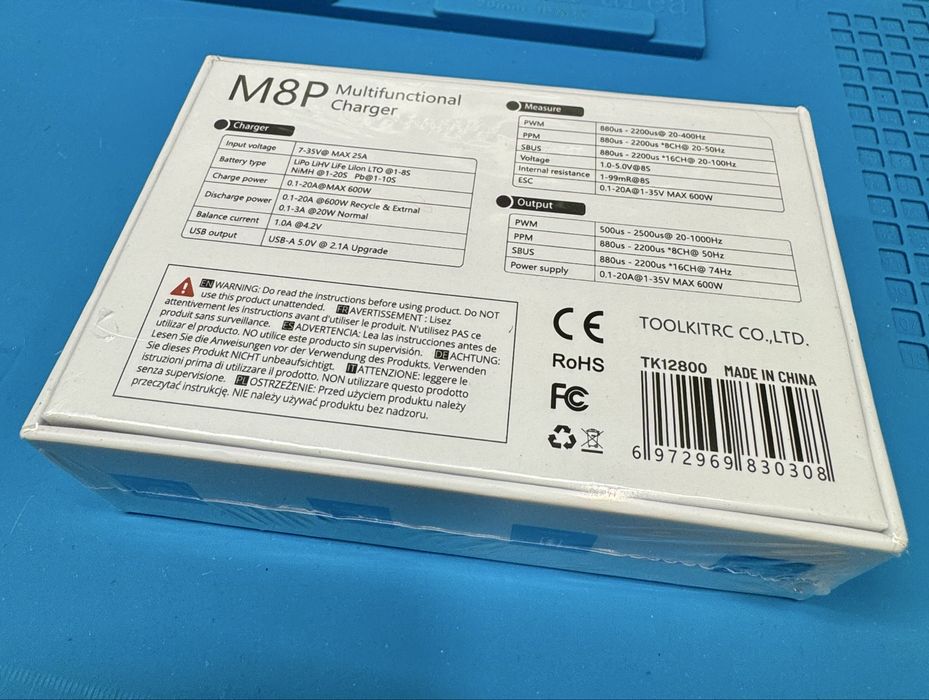 M8P Multifunctional
Charger
Charger
Input voltage 7-35V@ MAX 25A
Battery type LiPo LiHV LiFe LiIon LTO @1-8S
NiMH @1-20S Pb@1-10S
Charge power 0.1-20A@MAX 600W
Discharge power 0.1-20A @600W Recycle & Extrnal
0.1-3A @20W Normal
Balance current 1.0A @4.2V
USB output USB-A 5.0V @ 2.1A Upgrade
Measure
PWM 880us - 2200us@ 20-400Hz
PPM 880us - 2200us *8CH @ 20-50Hz
SBUS 880us - 2200us *16CH @ 20-100Hz
Voltage 1.0-5.0V@8S
Internal resistance 1-99mR@8S
ESC 0.1-20A@1-35V MAX 600W
Output
PWM 500us - 2500us@ 20-1000Hz
PPM 880us - 2200us *8CH@ 50Hz
SBUS 880us - 2200us *16CH@ 74Hz
Power supply 0.1-20A@1-35V MAX 600W
EN WARNING: Do read the instructions before using product. Do NOT
use this product unattended. FR AVERTISSEMENT : Lisez
attentivement les instructions avant d'utiliser le produit. N'utilisez PAS ce
produit sans surveillance. ES ADVERTENCIA: Lea las instrucciones antes de
utilizar el producto. NO utilice este producto sin supervisión. DE ACHTUNG:
Lesen Sie die Anweisungen vor der Verwendung des Produkts. Verwenden
Sie dieses Produkt NICHT unbeaufsichtigt. IT ATTENZIONE: leggere le
istruzioni prima di utilizzare il prodotto. NON utilizzare questo prodotto
senza supervisione. PL OSTRZEŻENIE: Przed użyciem produktu należy
przeczytać instrukcję. NIE należy używać produktu bez nadzoru.
CE
RoHS
FC
TOOLKITRC CO.,LTD.
TK12800 MADE IN CHINA
6 972969 830308